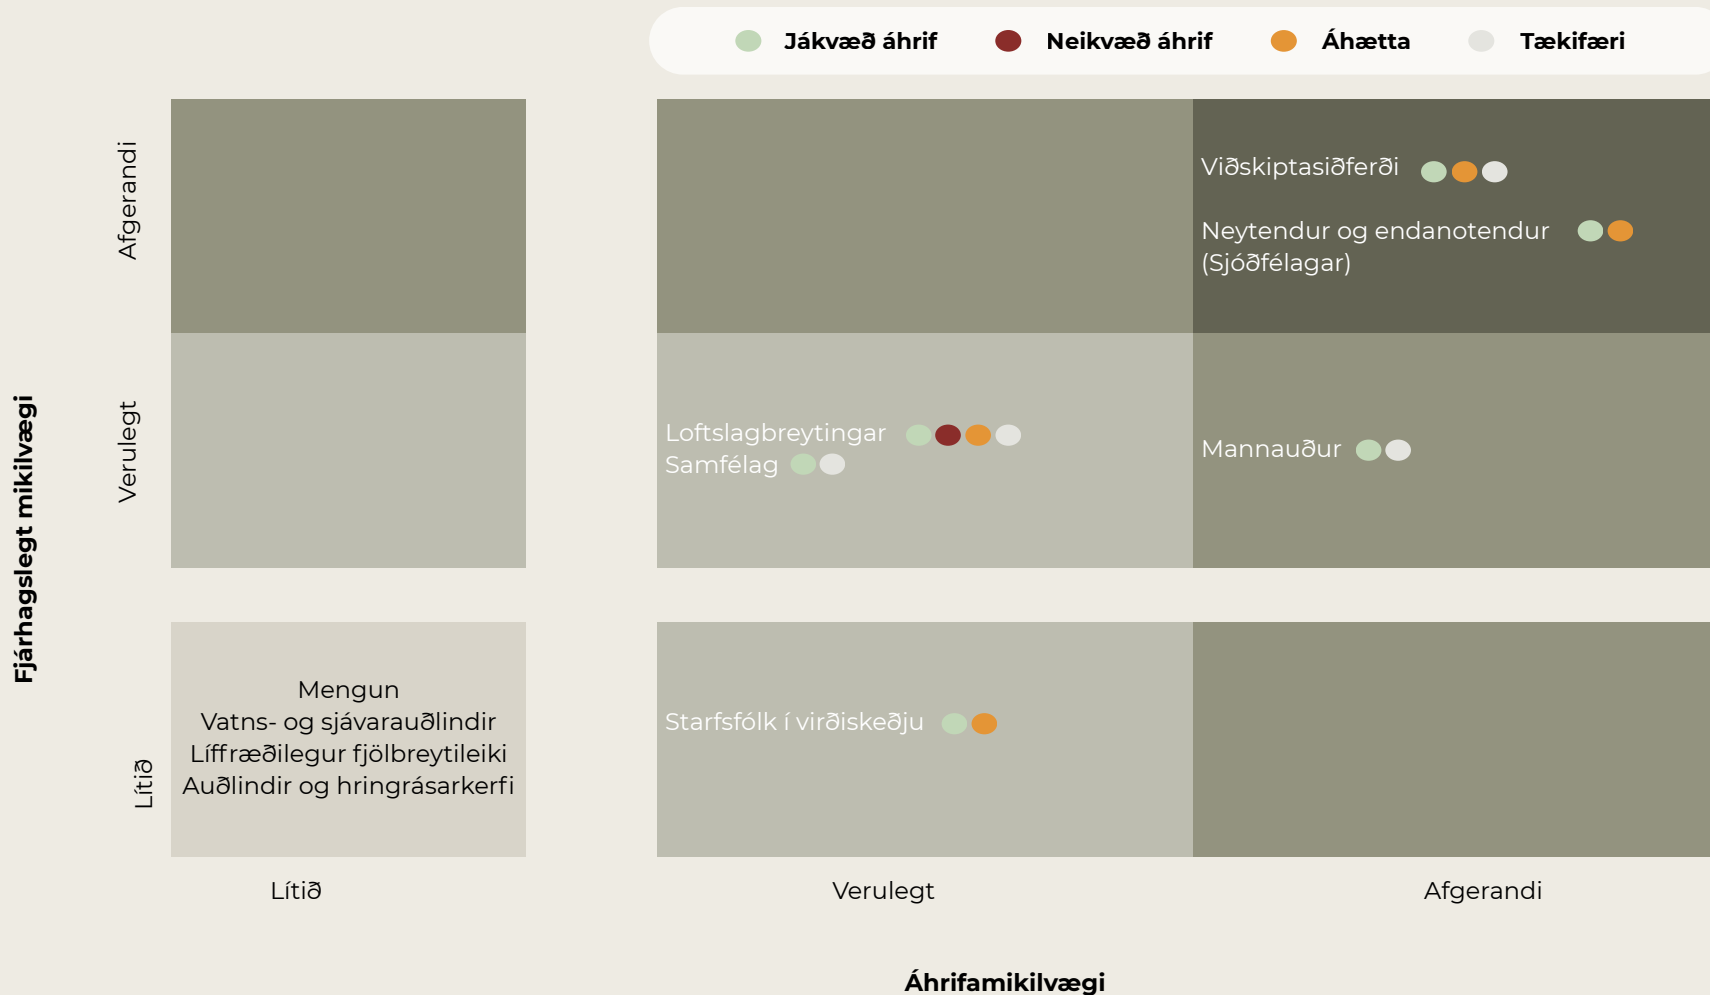 Jákvæð áhrif
Neikvæð áhrif
Áhætta
Tækifæri
Fjárhagslegt mikilvægi
Afgerandi
Viðskiptasiðferði
Neytendur og endanotendur
(Sjóðfélagar)
Verulegt
Loftslagbreytingar
Samfélag
Mannauður
Lítið
Mengun
Vatns- og sjávarauðlindir
Líffræðilegur fjölbreytileiki
Auðlindir og hringrásarkerfi
Starfsfólk í virðiskeðju
Lítið
Verulegt
Afgerandi
Áhrifamikilvægi